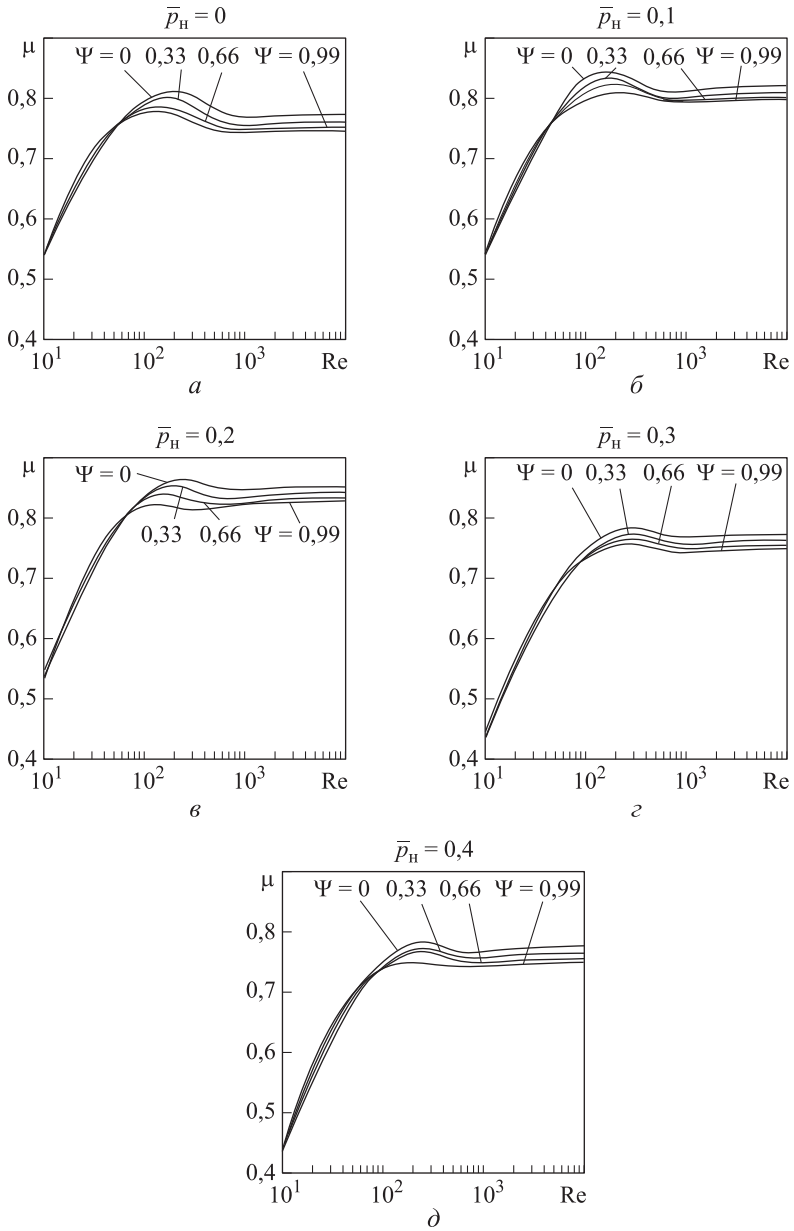 p̅н = 0
μ
Ψ = 0 0,33 0,66 Ψ = 0,99
0,8
0,7
0,6
0,5
0,4
10¹ 10² 10³ Re
а
p̅н = 0,1
μ
Ψ = 0 0,33 0,66 Ψ = 0,99
0,8
0,7
0,6
0,5
0,4
10¹ 10² 10³ Re
б
p̅н = 0,2
μ
Ψ = 0
0,8
0,33 0,66 Ψ = 0,99
0,7
0,6
0,5
0,4
10¹ 10² 10³ Re
в
p̅н = 0,3
μ
Ψ = 0 0,33 0,66 Ψ = 0,99
0,8
0,7
0,6
0,5
0,4
10¹ 10² 10³ Re
г
p̅н = 0,4
μ
Ψ = 0 0,33 0,66 Ψ = 0,99
0,8
0,7
0,6
0,5
0,4
10¹ 10² 10³ Re
д